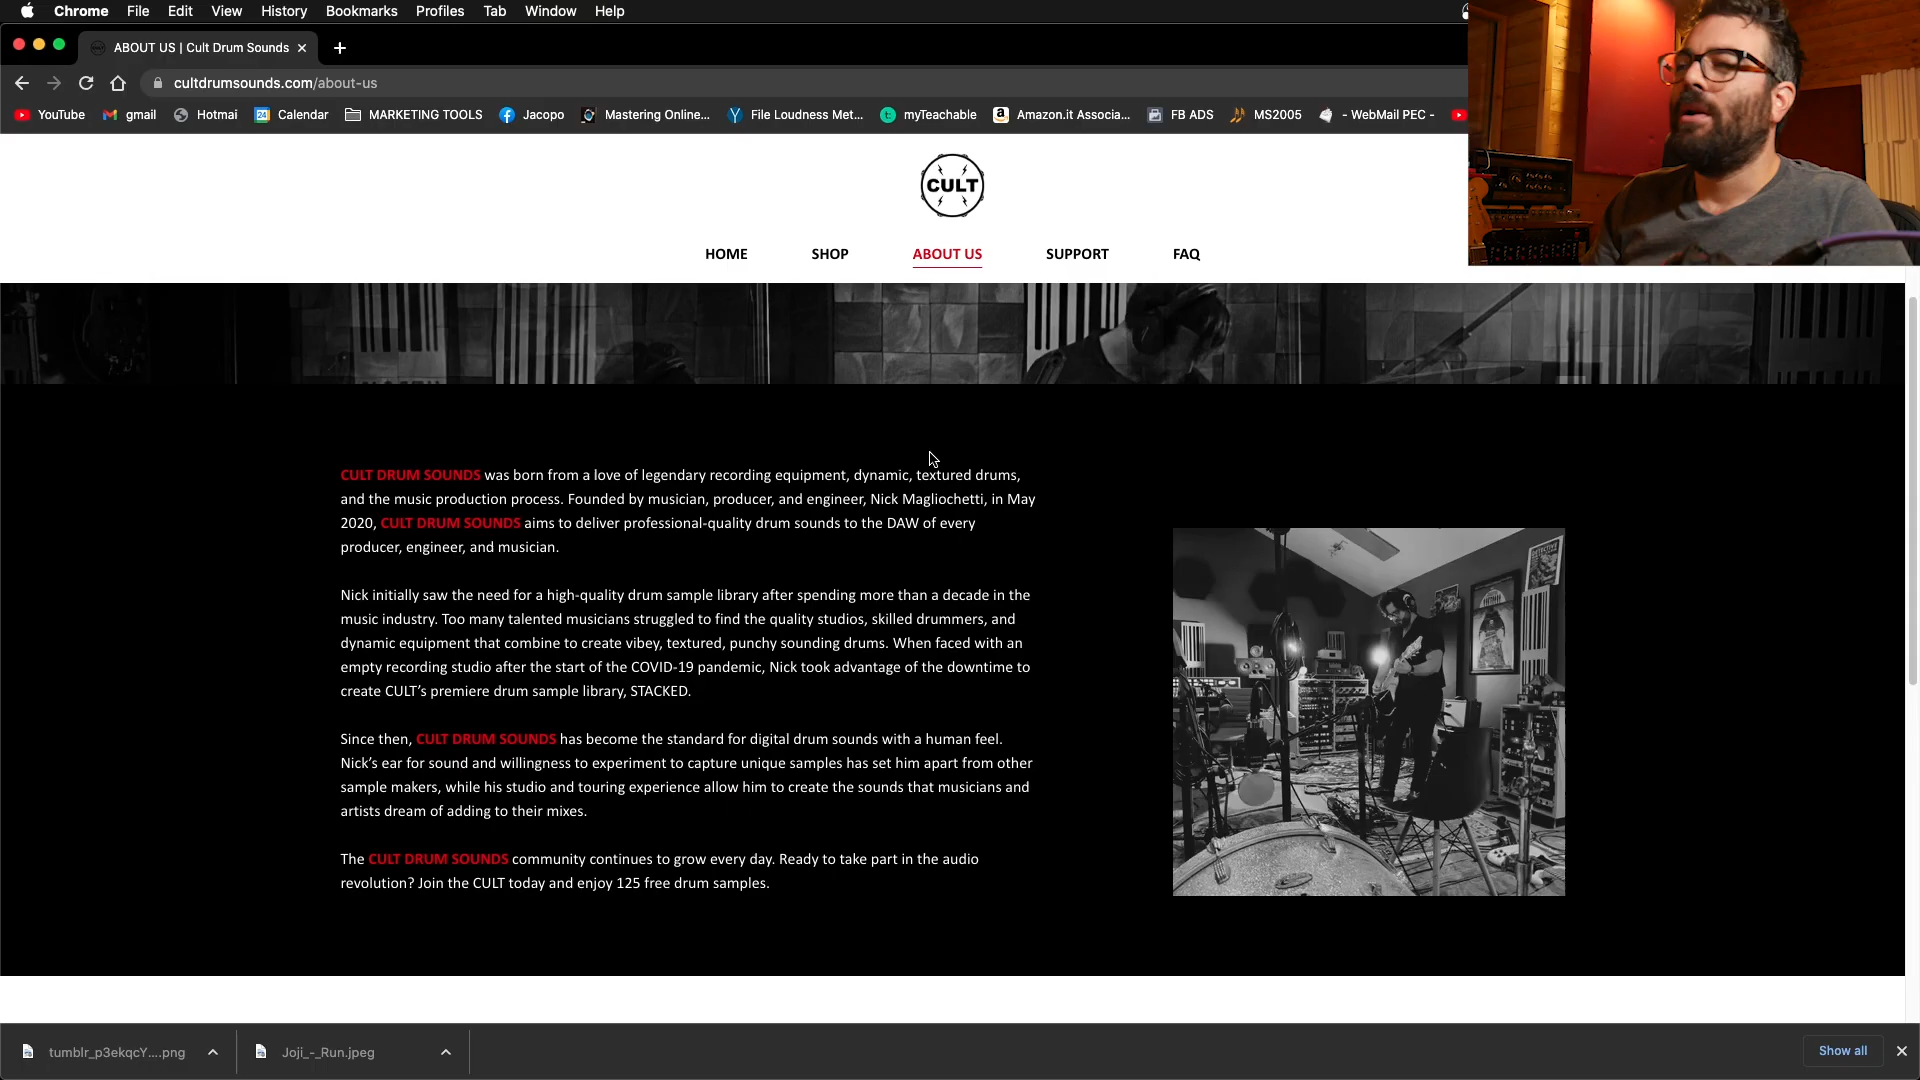 Chrome File Edit View History Bookmarks Profiles Tab Window Help
ABOUT US | Cult Drum Sounds
cultdrumsounds.com/about-us
YouTube gmail Hotmai Calendar MARKETING TOOLS Jacopo Mastering Online... File Loudness Met... myTeachable Amazon.it Associa... FB ADS MS2005 - WebMail PEC -
CULT
HOME SHOP ABOUT US SUPPORT FAQ
CULT DRUM SOUNDS was born from a love of legendary recording equipment, dynamic, textured drums,
and the music production process. Founded by musician, producer, and engineer, Nick Magliochetti, in May
2020, CULT DRUM SOUNDS aims to deliver professional-quality drum sounds to the DAW of every
producer, engineer, and musician.
Nick initially saw the need for a high-quality drum sample library after spending more than a decade in the
music industry. Too many talented musicians struggled to find the quality studios, skilled drummers, and
dynamic equipment that combine to create vibey, textured, punchy sounding drums. When faced with an
empty recording studio after the start of the COVID-19 pandemic, Nick took advantage of the downtime to
create CULT’s premiere drum sample library, STACKED.
Since then, CULT DRUM SOUNDS has become the standard for digital drum sounds with a human feel.
Nick’s ear for sound and willingness to experiment to capture unique samples has set him apart from other
sample makers, while his studio and touring experience allow him to create the sounds that musicians and
artists dream of adding to their mixes.
The CULT DRUM SOUNDS community continues to grow every day. Ready to take part in the audio
revolution? Join the CULT today and enjoy 125 free drum samples.
tumblr_p3ekqcY....png Joji_-_Run.jpeg Show all